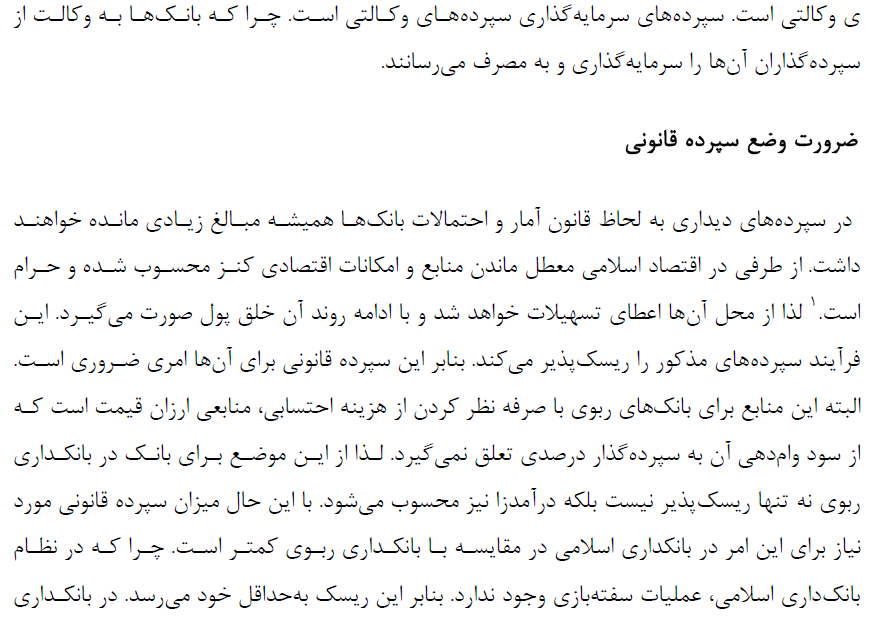 ی وکالتی است. سپرده‌های سرمایه‌گذاری سپرده‌های وکالتی است. چرا که بانک‌ها به وکالت از
سپرده‌گذاران آن‌ها را سرمایه‌گذاری و به مصرف می‌رسانند.
ضرورت وضع سپرده قانونی
در سپرده‌های دیداری به لحاظ قانون آمار و احتمالات بانک‌ها همیشه مبالغ زیادی مانده خواهند
داشت. از طرفی در اقتصاد اسلامی معطل ماندن منابع و امکانات اقتصادی کنز محسوب شده و حرام
است.۱ لذا از محل آن‌ها اعطای تسهیلات خواهد شد و با ادامه روند آن خلق پول صورت می‌گیرد. این
فرآیند سپرده‌های مذکور را ریسک‌پذیر می‌کند. بنابر این سپرده قانونی برای آن‌ها امری ضروری است.
البته این منابع برای بانک‌های ربوی با صرفه نظر کردن از هزینه احتسابی، منابعی ارزان قیمت است که
از سود وام‌دهی آن به سپرده‌گذار درصدی تعلق نمی‌گیرد. لذا از این موضع برای بانک در بانکداری
ربوی نه تنها ریسک‌پذیر نیست بلکه درآمدزا نیز محسوب می‌شود. با این حال میزان سپرده قانونی مورد
نیاز برای این امر در بانکداری اسلامی در مقایسه با بانکداری ربوی کمتر است. چرا که در نظام
بانک‌داری اسلامی، عملیات سفته‌بازی وجود ندارد. بنابر این ریسک به‌حداقل خود می‌رسد. در بانکداری